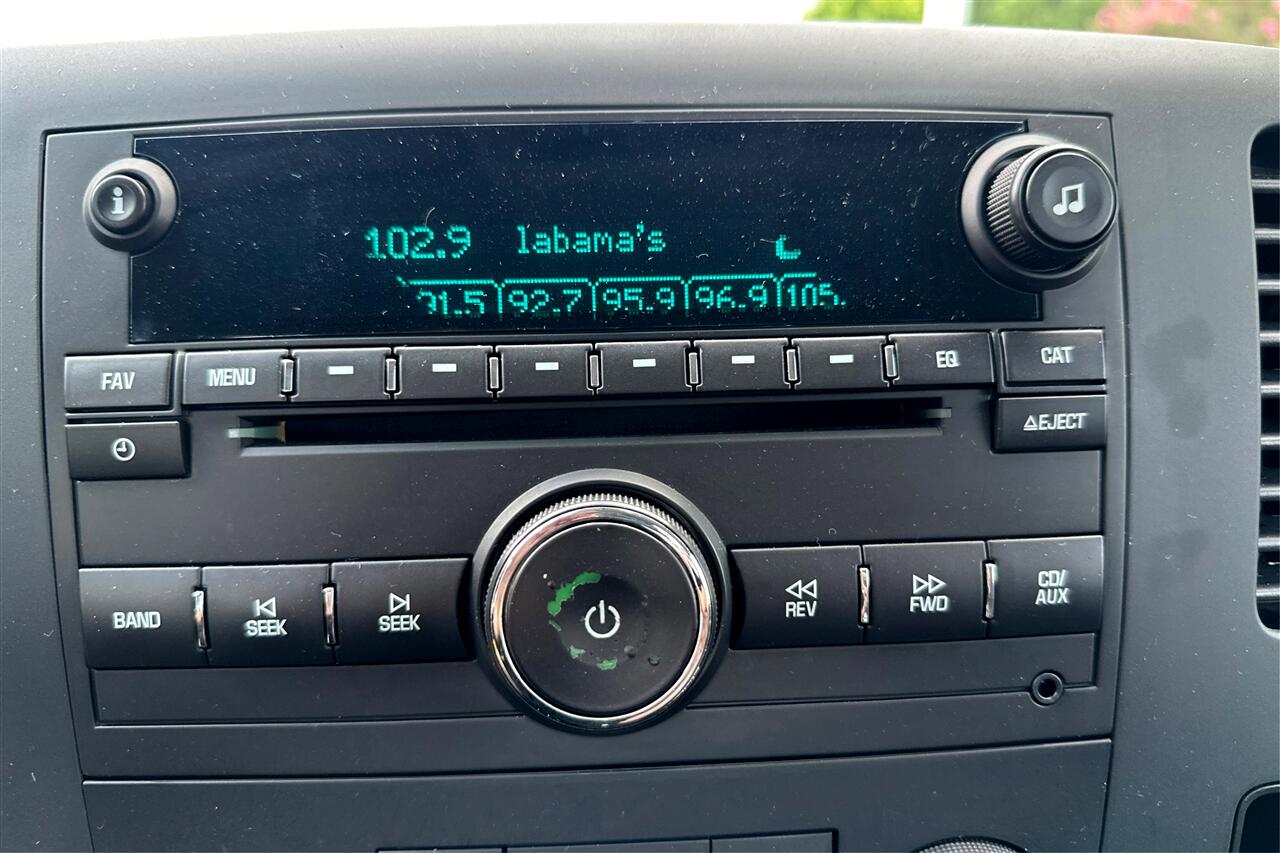 102.9 labama's
91.5 92.7 95.9 96.9 105.
FAV MENU EQ CAT
EJECT
BAND SEEK SEEK REV FWD CD/
AUX